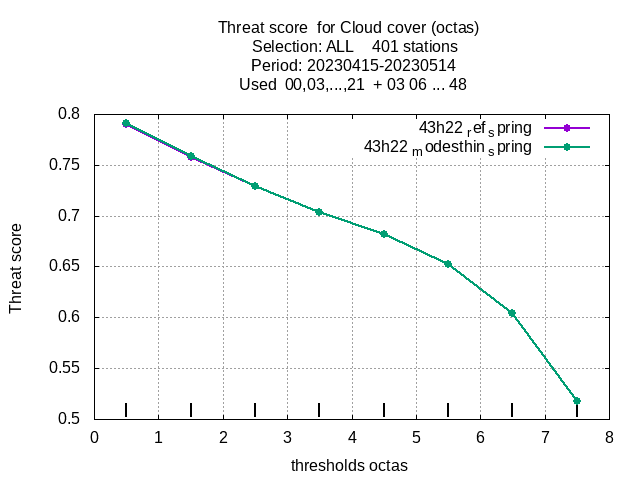 Threat score for Cloud cover (octas)
Selection: ALL 401 stations
Period: 20230415-20230514
Used 00,03,...,21 + 03 06 ... 48
43h22 ref spring
43h22 modesthin spring
0.8
0.75
0.7
0.65
0.6
0.55
0.5
Threat score
0 1 2 3 4 5 6 7 8
thresholds octas